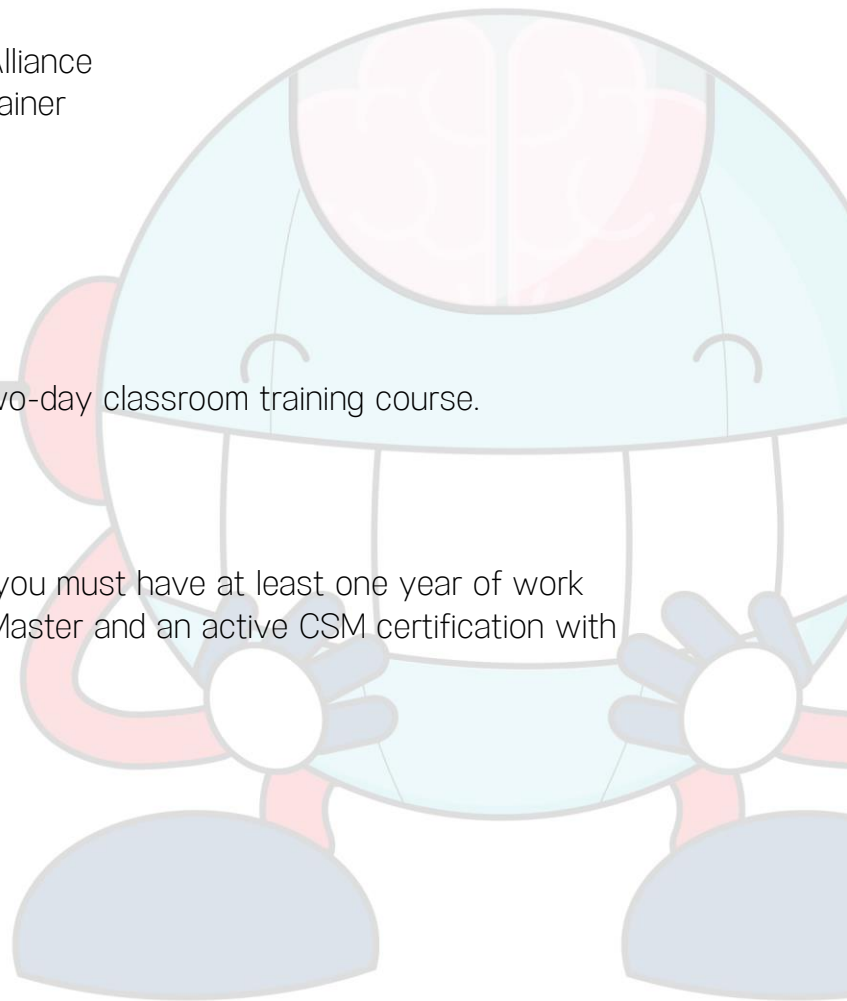 lliance
ainer
vo-day classroom training course.
you must have at least one year of work
Master and an active CSM certification with